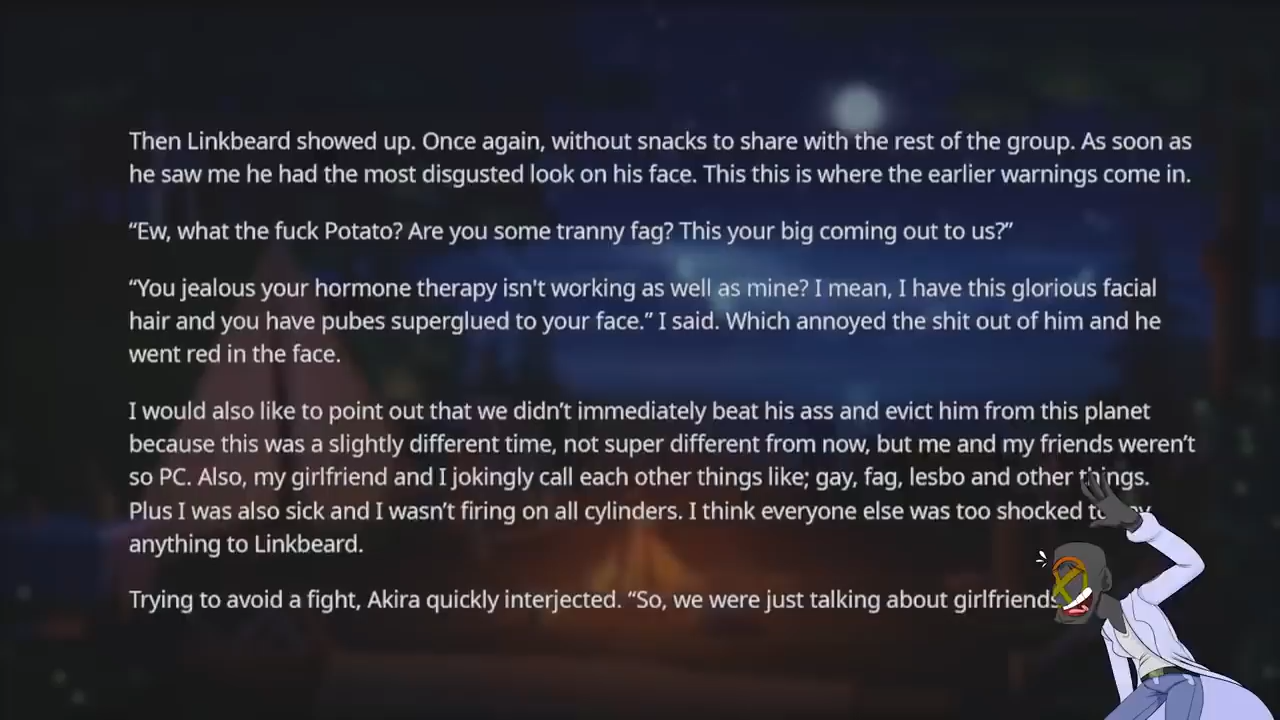 Then Linkbeard showed up. Once again, without snacks to share with the rest of the group. As soon as
he saw me he had the most disgusted look on his face. This this is where the earlier warnings come in.
“Ew, what the fuck Potato? Are you some tranny fag? This your big coming out to us?”
“You jealous your hormone therapy isn't working as well as mine? I mean, I have this glorious facial
hair and you have pubes superglued to your face.” I said. Which annoyed the shit out of him and he
went red in the face.
I would also like to point out that we didn’t immediately beat his ass and evict him from this planet
because this was a slightly different time, not super different from now, but me and my friends weren’t
so PC. Also, my girlfriend and I jokingly call each other things like; gay, fag, lesbo and other things.
Plus I was also sick and I wasn’t firing on all cylinders. I think everyone else was too shocked
anything to Linkbeard.
Trying to avoid a fight, Akira quickly interjected. “So, we were just talking about girlfriends